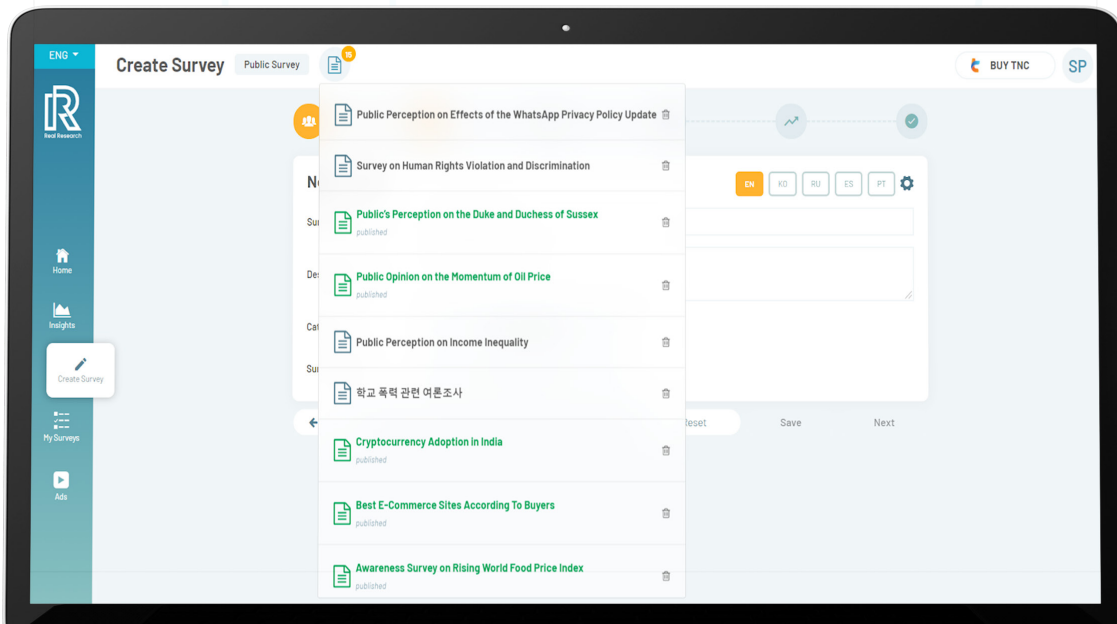 ENG
Create Survey
Public Survey
15
BUY TNC
SP
Real Research
Home
Insights
Create Survey
My Surveys
Ads
Public Perception on Effects of the WhatsApp Privacy Policy Update
Survey on Human Rights Violation and Discrimination
Public's Perception on the Duke and Duchess of Sussex
published
Public Opinion on the Momentum of Oil Price
published
Public Perception on Income Inequality
학교 폭력 관련 여론조사
Cryptocurrency Adoption in India
published
Best E-Commerce Sites According To Buyers
published
Awareness Survey on Rising World Food Price Index
published
EN
KO
RU
ES
PT
Sur
Des
Cat
Sur
Save
Next